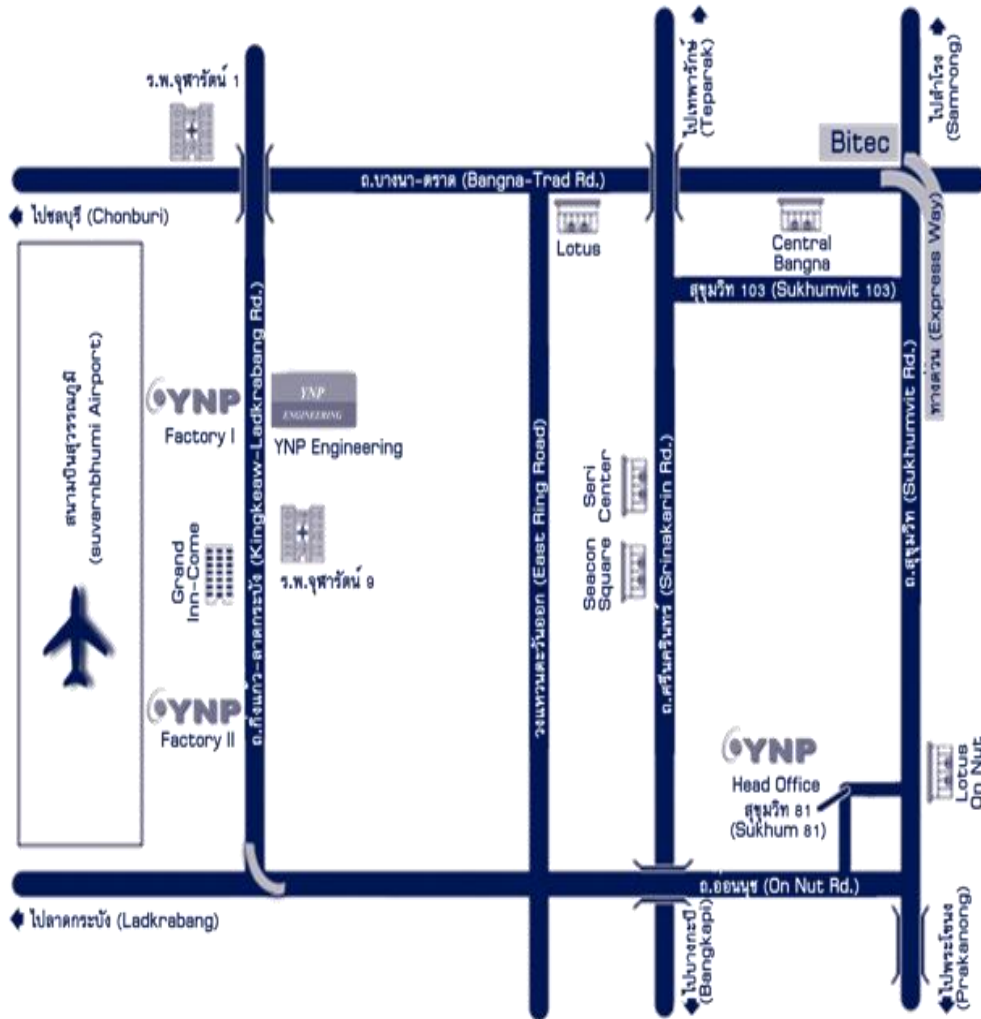 ร.พ.จุฬารัตน์ 1
ไปเทพารักษ์
(Teparak)
ไปสำโรง
(Samrong)
Bitec
ถ.บางนา-ตราด (Bangna-Trad Rd.)
ไปชลบุรี (Chonburi)
Lotus
Central
Bangna
สุขุมวิท 103 (Sukhumvit 103)
ทางด่วน (Express Way)
สนามบินสุวรรณภูมิ
(suvarnbhumi Airport)
YNP
Factory I
YNP
ENGINEERING
YNP Engineering
ถ.กิ่งแก้ว-ลาดกระบัง (Kingkeaw-Ladkrabang Rd.)
วงแหวนตะวันออก (East Ring Road)
Seri
Center
ถ.ศรีนครินทร์ (Srinakarin Rd.)
ถ.สุขุมวิท (Sukhumvit Rd.)
Grand
Inn-Come
ร.พ.จุฬารัตน์ 9
Seacon
Square
YNP
Factory II
YNP
Head Office
สุขุมวิท 81
(Sukhum 81)
Lotus
On Nut
ถ.อ่อนนุช (On Nut Rd.)
ไปลาดกระบัง (Ladkrabang)
ไปบางกะปิ
(Bangkapi)
ไปพระโขนง
(Prakanong)